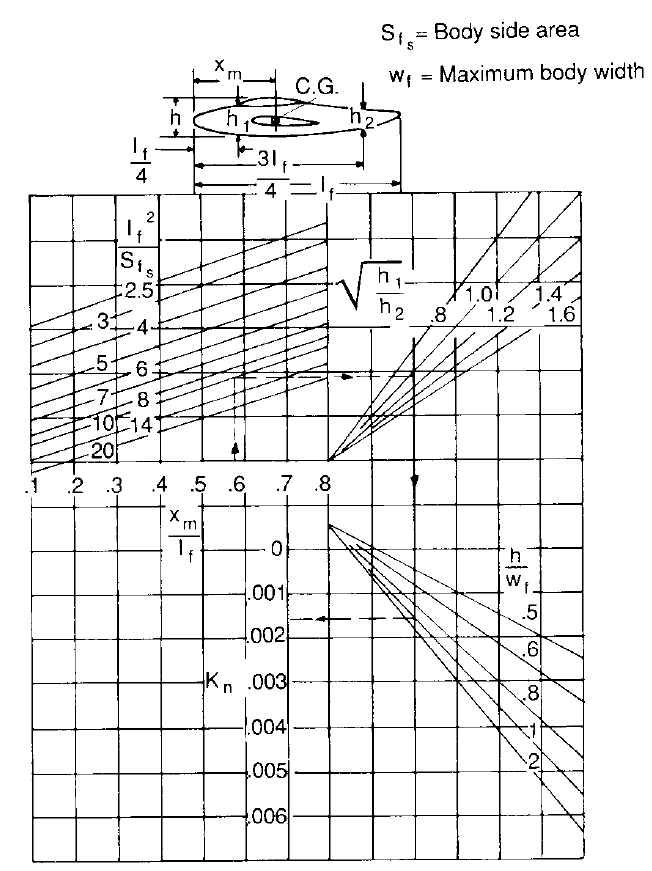 S_fs = Body side area
w_f = Maximum body width
x_m
C.G.
h h_1 h_2
l_f/4
3l_f/4
l_f
l_f²/S_fs
2.5
3 4
5 6
7 8
10 14
20
√h_1/h_2
.8 1.0 1.2 1.4 1.6
.1 .2 .3 .4 .5 .6 .7 .8
x_m/l_f
0
.001
.002
K_n .003
.004
.005
.006
h/w_f
.5
.6
.8
1
2